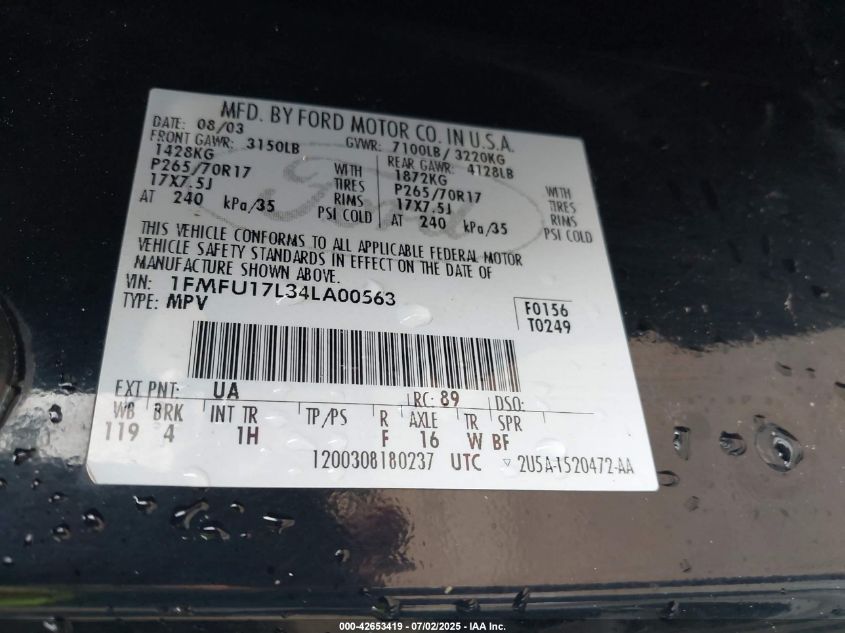 MFD. BY FORD MOTOR CO. IN U.S.A.
DATE: 08/03 GVWR: 7100LB/ 3220KG
FRONT GAWR: 3150LB REAR GAWR: 4128LB
1428KG WITH 1872KG WITH
P265/70R17 TIRES P265/70R17 TIRES
17X7.5J RIMS 17X7.5J RIMS
AT 240 kPa/35 PSI COLD AT 240 kPa/35 PSI COLD
Ford
THIS VEHICLE CONFORMS TO ALL APPLICABLE FEDERAL MOTOR
VEHICLE SAFETY STANDARDS IN EFFECT ON THE DATE OF
MANUFACTURE SHOWN ABOVE.
VIN: 1FMFU17L34LA00563
TYPE: MPV
F0156
T0249
EXT PNT: UA RC: 89 DSO:
WB BRK INT TR TP/PS R AXLE TR SPR
119 4 1H F 16 W BF
1200308180237 UTC ▽ 2U5A-1520472-AA
000-42653419 - 07/02/2025 - IAA Inc.